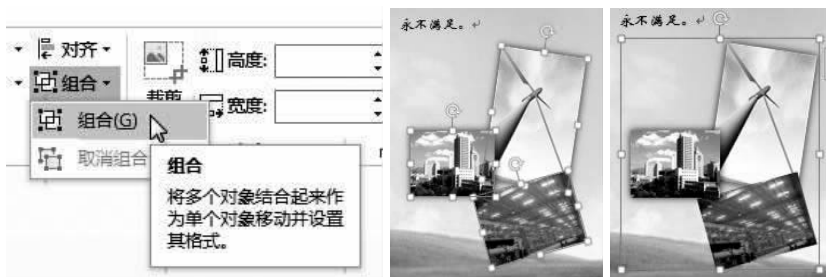 对齐
组合
裁剪
高度:
宽度:
组合(G)
取消组合
组合
将多个对象结合起来作
为单个对象移动并设置
其格式。
永不满足。
永不满足。